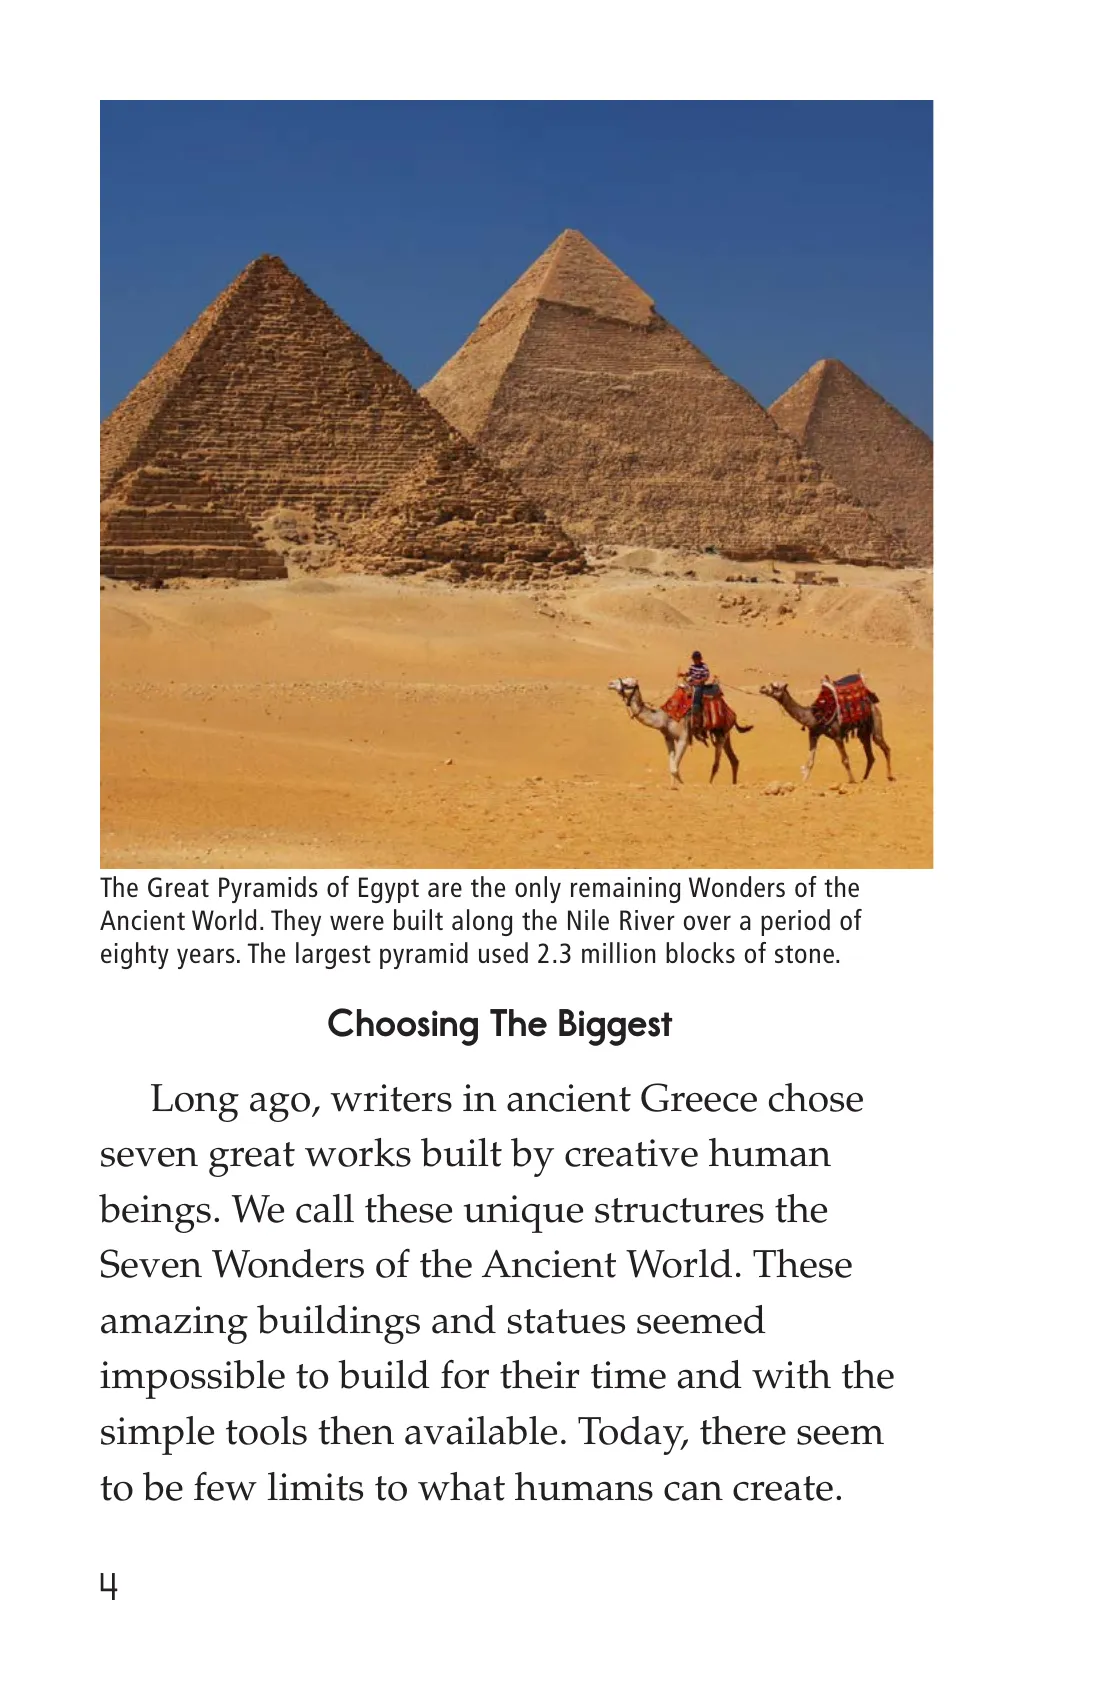 The Great Pyramids of Egypt are the only remaining Wonders of the
Ancient World. They were built along the Nile River over a period of
eighty years. The largest pyramid used 2.3 million blocks of stone.
Choosing The Biggest
Long ago, writers in ancient Greece chose
seven great works built by creative human
beings. We call these unique structures the
Seven Wonders of the Ancient World. These
amazing buildings and statues seemed
impossible to build for their time and with the
simple tools then available. Today, there seem
to be few limits to what humans can create.
4